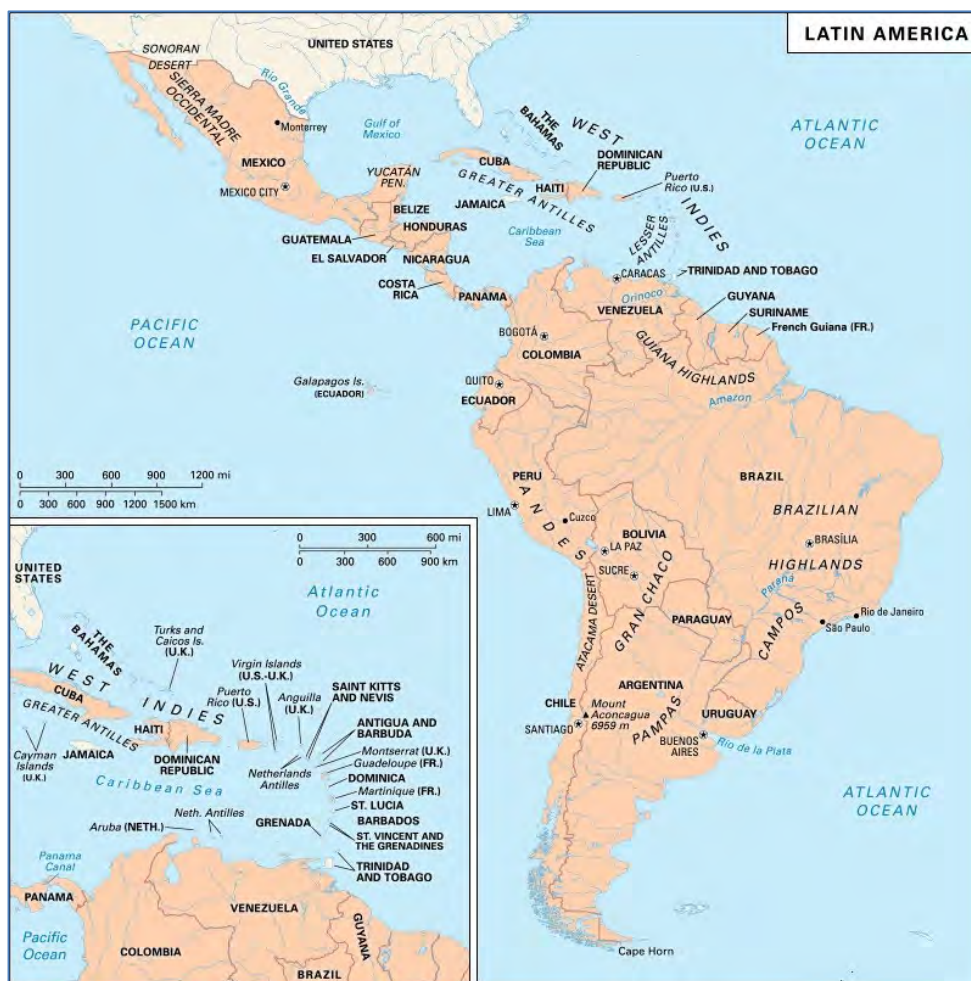 LATIN AMERICA
UNITED STATES
SONORAN
DESERT
SIERRA MADRE
OCCIDENTAL
Rio Grande
Monterrey
Gulf of
Mexico
THE
BAHAMAS
WEST
INDIES
ATLANTIC
OCEAN
MEXICO
MEXICO CITY
YUCATÁN
PEN.
CUBA
DOMINICAN
REPUBLIC
HAITI
Puerto
Rico (U.S.)
JAMAICA
GREATER ANTILLES
BELIZE
HONDURAS
GUATEMALA
EL SALVADOR
NICARAGUA
Caribbean
Sea
LESSER
ANTILLES
COSTA
RICA
PANAMA
CARACAS
TRINIDAD AND TOBAGO
Orinoco
VENEZUELA
GUYANA
SURINAME
French Guiana (FR.)
PACIFIC
OCEAN
BOGOTÁ
COLOMBIA
GUIANA HIGHLANDS
Galapagos Is.
(ECUADOR)
QUITO
ECUADOR
Amazon
0 300 600 900 1200 mi
0 300 600 900 1200 1500 km
PERU
ANDES
BRAZIL
LIMA
Cuzco
BRAZILIAN
HIGHLANDS
BOLIVIA
LA PAZ
BRASÍLIA
SUCRE
ATACAMA DESERT
GRAN CHACO
Paraná
PARAGUAY
CAMPOS
Rio de Janeiro
São Paulo
ARGENTINA
CHILE
Mount
Aconcagua
6959 m
SANTIAGO
PAMPAS
URUGUAY
BUENOS
AIRES
Río de la Plata
ATLANTIC
OCEAN
Cape Horn
0 300 600 mi
0 300 600 900 km
UNITED
STATES
Atlantic
Ocean
THE
BAHAMAS
Turks and
Caicos Is.
(U.K.)
WEST INDIES
Virgin Islands
(U.S.-U.K.)
Puerto
Rico (U.S.)
Anguilla
(U.K.)
SAINT KITTS
AND NEVIS
CUBA
GREATER ANTILLES
HAITI
ANTIGUA AND
BARBUDA
Cayman
Islands
(U.K.)
JAMAICA
DOMINICAN
REPUBLIC
Netherlands
Antilles
Montserrat (U.K.)
Guadeloupe (FR.)
DOMINICA
Martinique (FR.)
Caribbean Sea
ST. LUCIA
Neth. Antilles
Aruba (NETH.)
GRENADA
BARBADOS
ST. VINCENT AND
THE GRENADINES
TRINIDAD
AND TOBAGO
Panama
Canal
PANAMA
VENEZUELA
GUYANA
Pacific
Ocean
COLOMBIA
BRAZIL